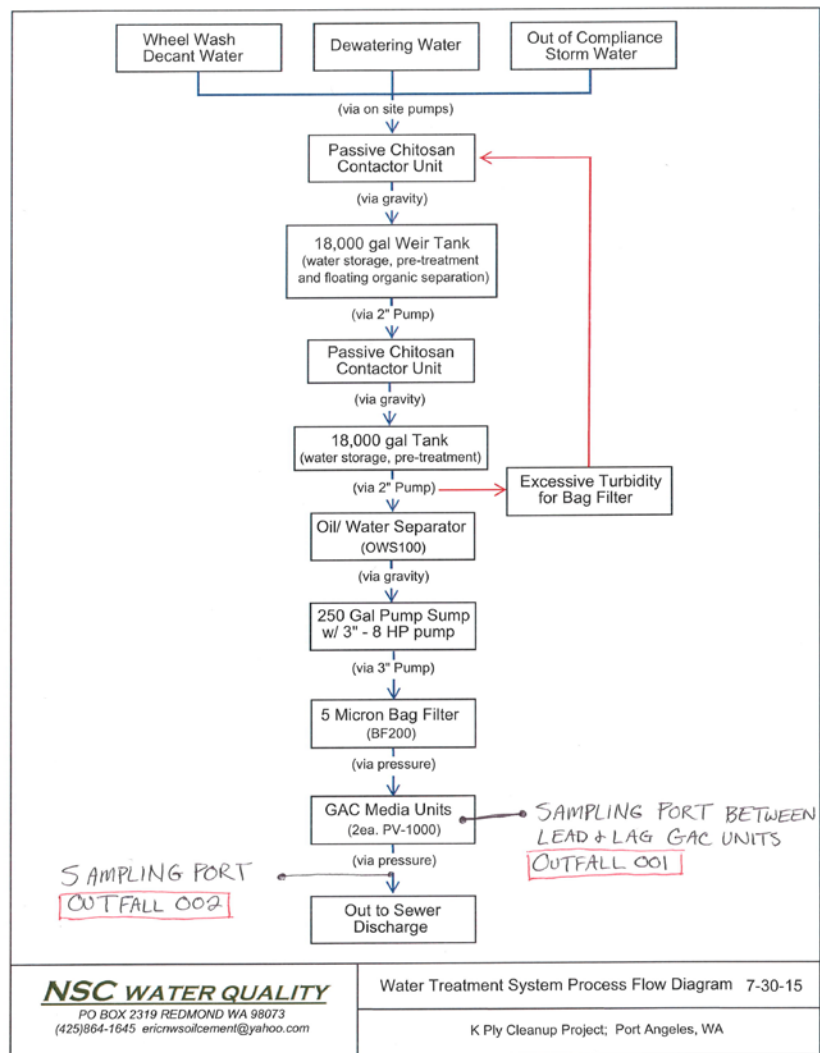 Wheel Wash
Decant Water
Dewatering Water
Out of Compliance
Storm Water
(via on site pumps)
Passive Chitosan
Contactor Unit
(via gravity)
18,000 gal Weir Tank
(water storage, pre-treatment
and floating organic separation)
(via 2" Pump)
Passive Chitosan
Contactor Unit
(via gravity)
18,000 gal Tank
(water storage, pre-treatment)
(via 2" Pump)
Excessive Turbidity
for Bag Filter
Oil/ Water Separator
(OWS100)
(via gravity)
250 Gal Pump Sump
w/ 3" - 8 HP pump
(via 3" Pump)
5 Micron Bag Filter
(BF200)
(via pressure)
GAC Media Units
(2ea. PV-1000)
SAMPLING PORT BETWEEN
LEAD & LAG GAC UNITS
OUTFALL 001
(via pressure)
SAMPLING PORT
OUTFALL 002
Out to Sewer
Discharge
NSC WATER QUALITY
PO BOX 2319 REDMOND WA 98073
(425)864-1645 ericnwsoilcement@yahoo.com
Water Treatment System Process Flow Diagram 7-30-15
K Ply Cleanup Project; Port Angeles, WA